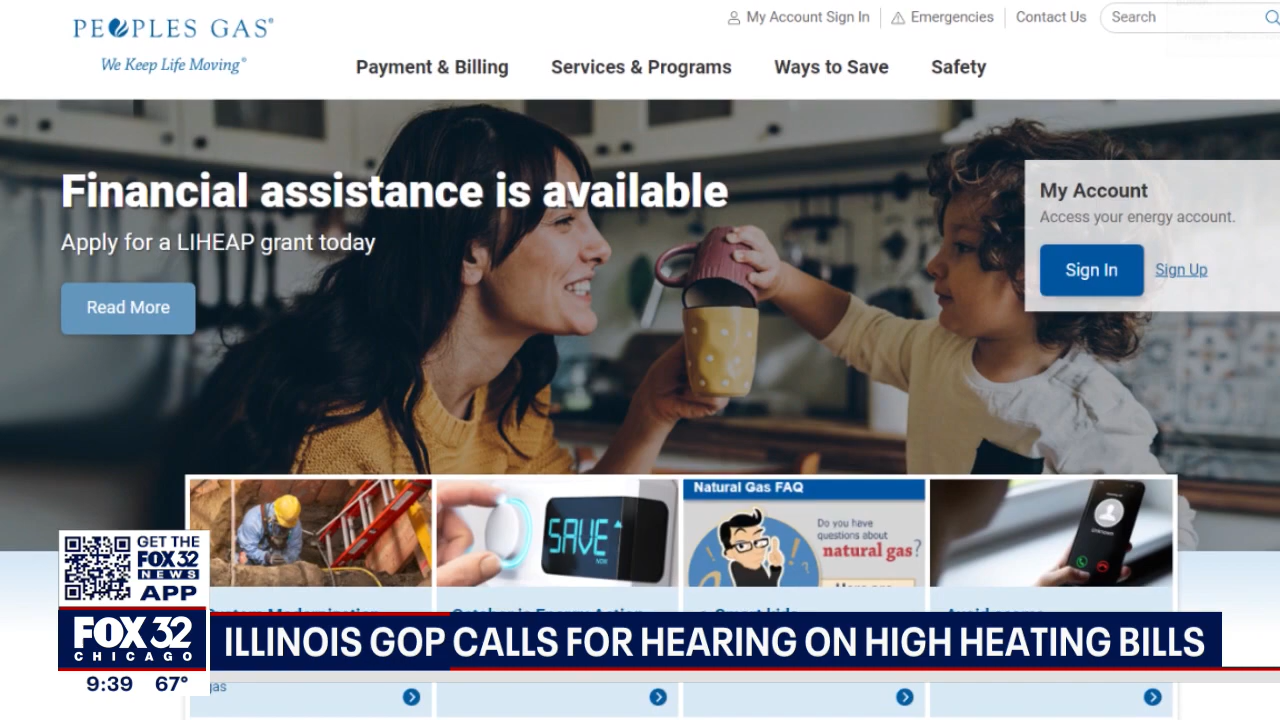 PEOPLES GAS®
We Keep Life Moving®
My Account Sign In
Emergencies
Contact Us
Search
Payment & Billing
Services & Programs
Ways to Save
Safety
Financial assistance is available
Apply for a LIHEAP grant today
Read More
My Account
Access your energy account.
Sign In
Sign Up
SAVE
NOW
Natural Gas FAQ
Do you have
questions about
natural gas?
GET THE
FOX 32
NEWS
APP
FOX 32
CHICAGO
ILLINOIS GOP CALLS FOR HEARING ON HIGH HEATING BILLS
9:39 67°
gas